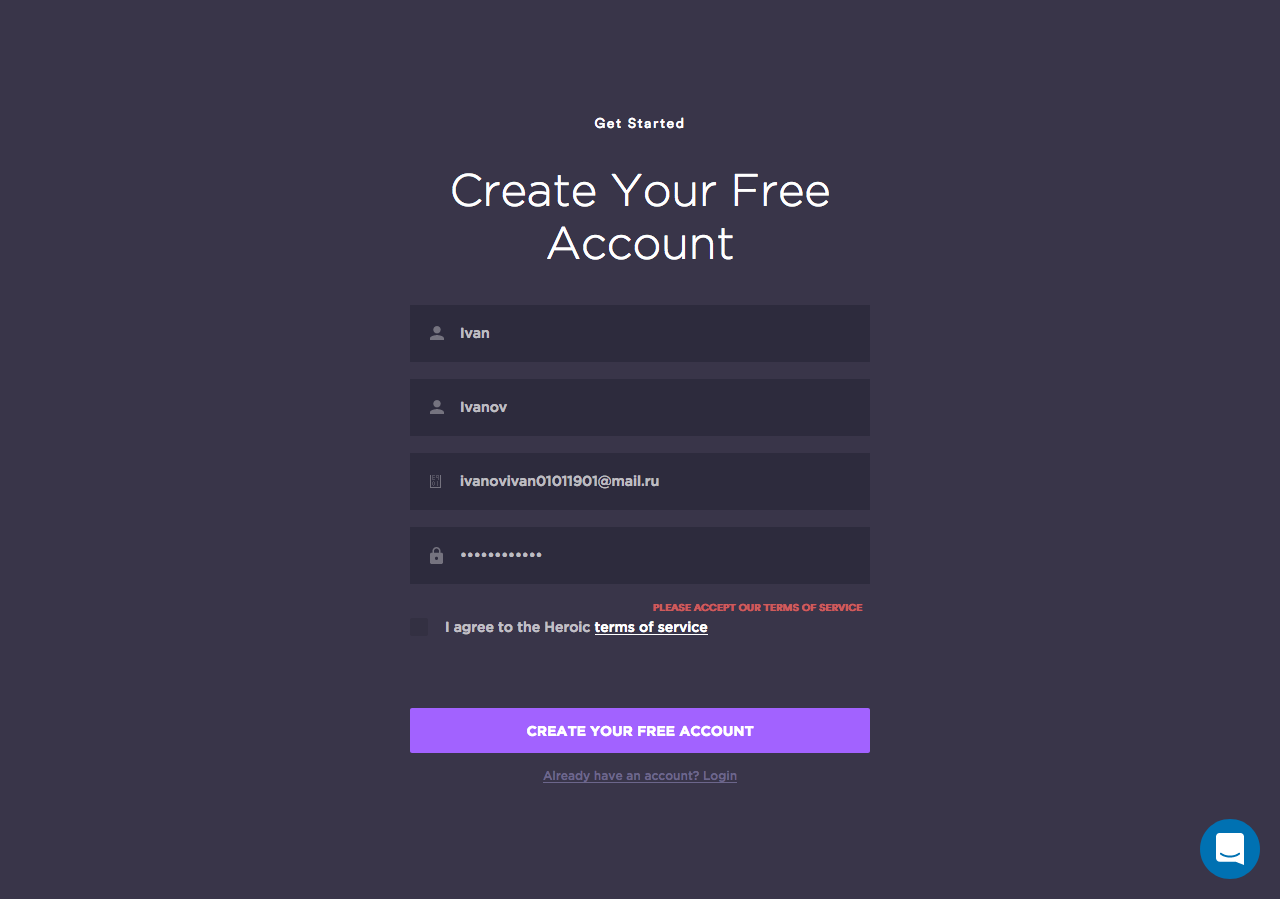 Get Started
Create Your Free
Account
Ivan
Ivanov
ivanovivan01011901@mail.ru
••••••••••••
PLEASE ACCEPT OUR TERMS OF SERVICE
I agree to the Heroic terms of service
CREATE YOUR FREE ACCOUNT
Already have an account? Login